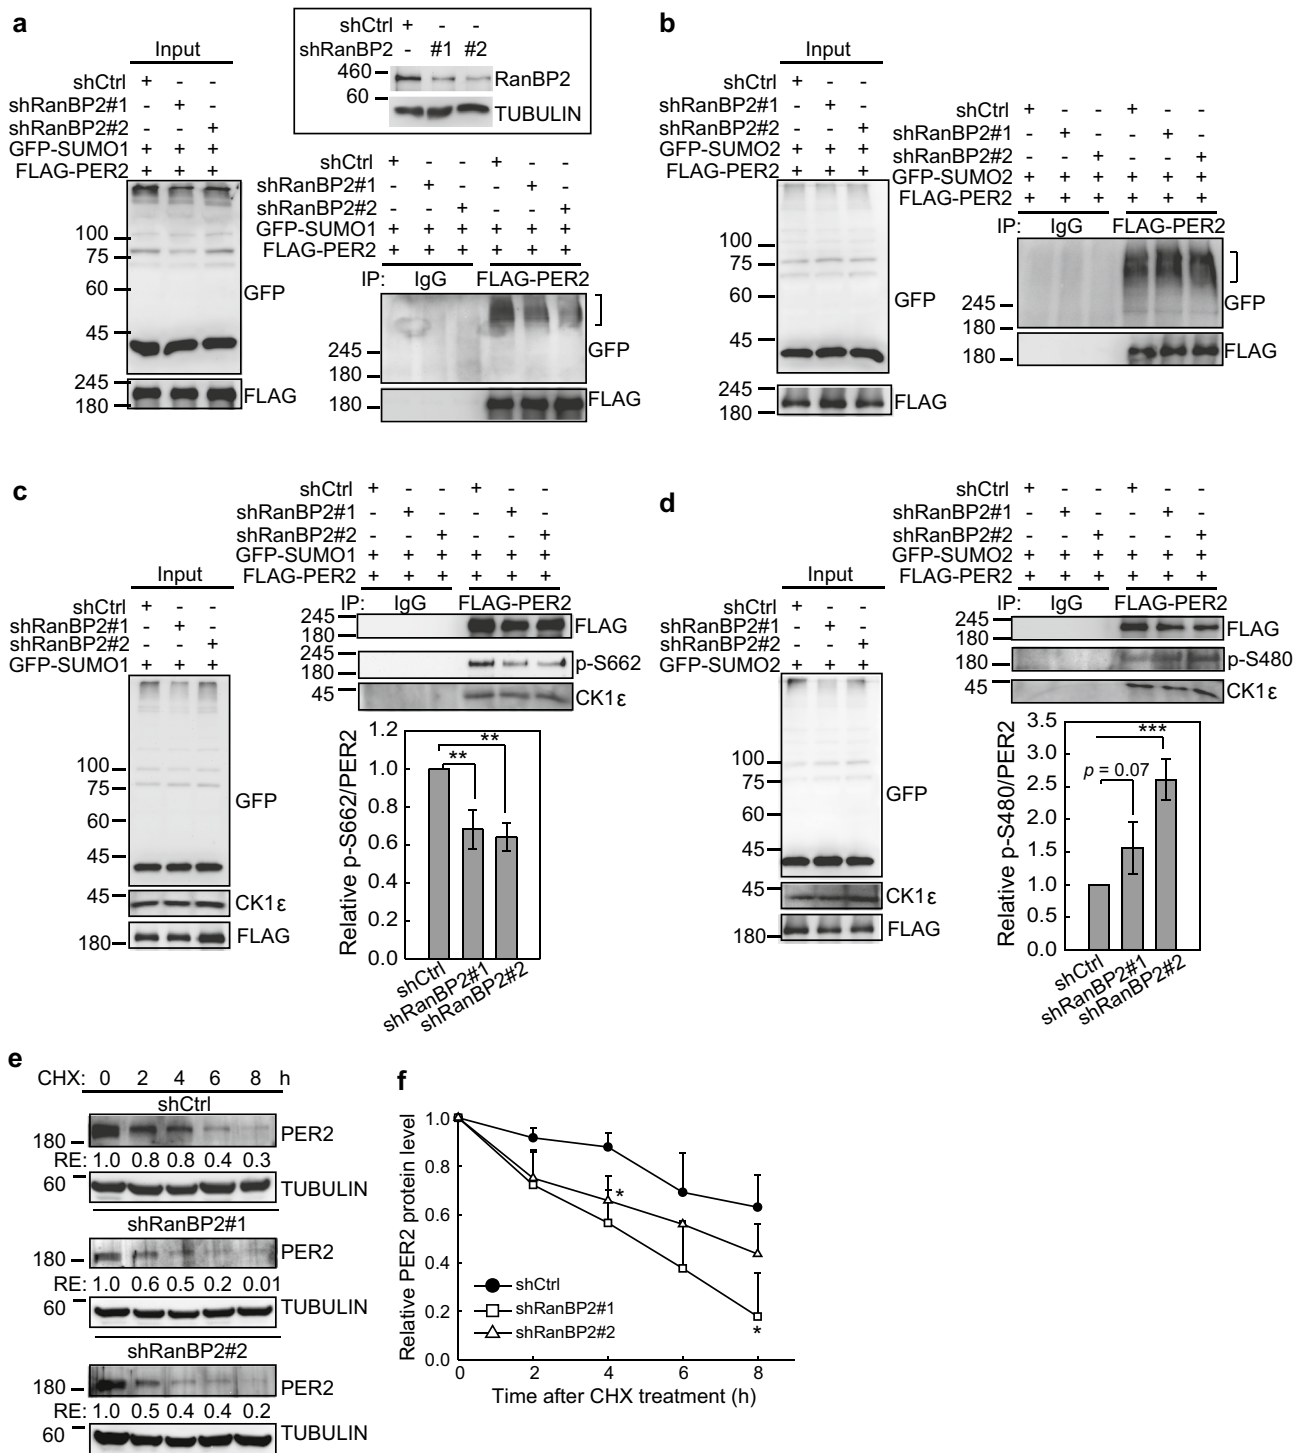 a
Input
shCtrl + - -
shRanBP2#1 - + -
shRanBP2#2 - - +
GFP-SUMO1 + + +
FLAG-PER2 + + +
100
75
60
45
GFP
245
180
FLAG
shCtrl + - -
shRanBP2 - #1 #2
460
60
RanBP2
TUBULIN
shCtrl + - - + - -
shRanBP2#1 - + - - + -
shRanBP2#2 - - + - - +
GFP-SUMO1 + + + + + +
FLAG-PER2 + + + + + +
IP: IgG FLAG-PER2
245
180
GFP
180
FLAG
b
Input
shCtrl + - -
shRanBP2#1 - + -
shRanBP2#2 - - +
GFP-SUMO2 + + +
FLAG-PER2 + + +
100
75
60
45
GFP
245
180
FLAG
shCtrl + - - + - -
shRanBP2#1 - + - - + -
shRanBP2#2 - - + - - +
GFP-SUMO2 + + + + + +
FLAG-PER2 + + + + + +
IP: IgG FLAG-PER2
245
180
GFP
180
FLAG
c
Input
shCtrl + - -
shRanBP2#1 - + -
shRanBP2#2 - - +
GFP-SUMO1 + + +
100
75
60
45
GFP
45
CK1ε
180
FLAG
shCtrl + - - + - -
shRanBP2#1 - + - - + -
shRanBP2#2 - - + - - +
GFP-SUMO1 + + + + + +
FLAG-PER2 + + + + + +
IP: IgG FLAG-PER2
245
180
FLAG
245
180
p-S662
45
CK1ε
Relative p-S662/PER2
1.2
1.0
0.8
0.6
0.4
0.2
0.0
**
**
shCtrl
shRanBP2#1
shRanBP2#2
d
Input
shCtrl + - -
shRanBP2#1 - + -
shRanBP2#2 - - +
GFP-SUMO2 + + +
100
75
60
45
GFP
45
CK1ε
180
FLAG
shCtrl + - - + - -
shRanBP2#1 - + - - + -
shRanBP2#2 - - + - - +
GFP-SUMO2 + + + + + +
FLAG-PER2 + + + + + +
IP: IgG FLAG-PER2
245
180
FLAG
180
p-S480
45
CK1ε
Relative p-S480/PER2
3.5
3.0
2.5
2.0
1.5
1.0
0.5
0.0
***
p = 0.07
shCtrl
shRanBP2#1
shRanBP2#2
e
CHX: 0 2 4 6 8 h
shCtrl
180
PER2
RE: 1.0 0.8 0.8 0.4 0.3
60
TUBULIN
shRanBP2#1
180
PER2
RE: 1.0 0.6 0.5 0.2 0.01
60
TUBULIN
shRanBP2#2
180
PER2
RE: 1.0 0.5 0.4 0.4 0.2
60
TUBULIN
f
Relative PER2 protein level
1.0
0.8
0.6
0.4
0.2
0.0
*
*
shCtrl
shRanBP2#1
shRanBP2#2
0 2 4 6 8
Time after CHX treatment (h)